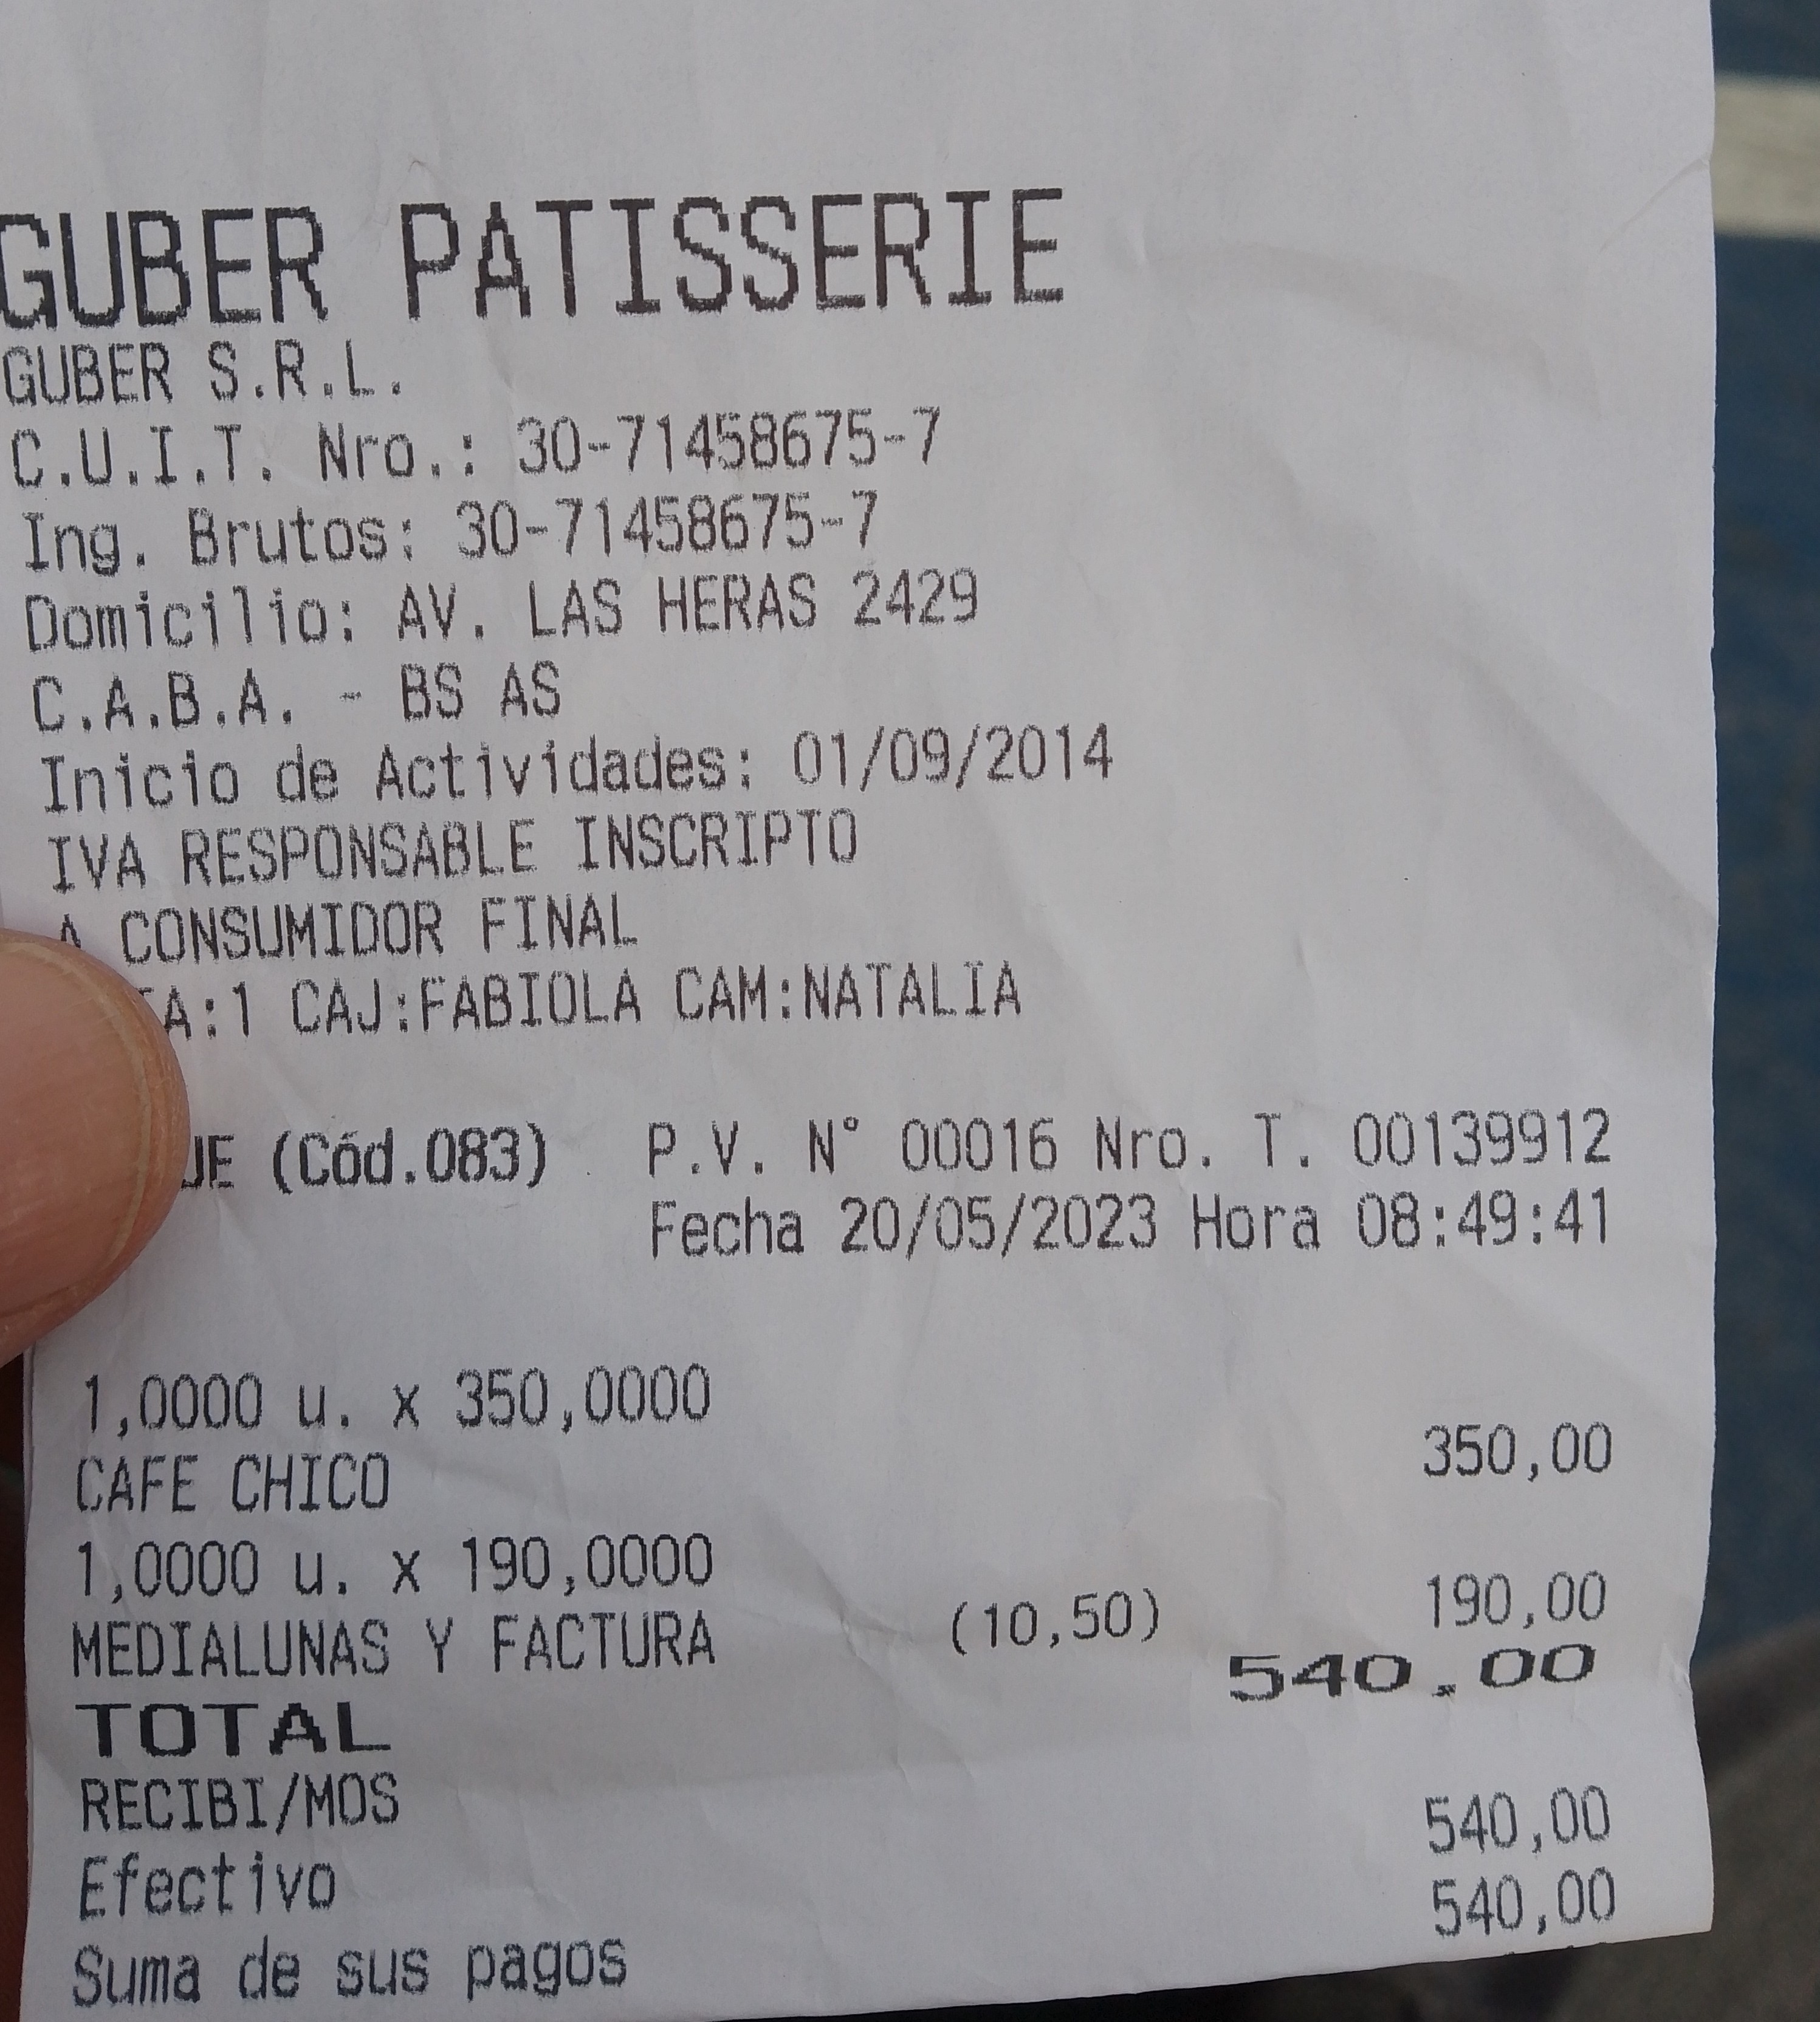 GUBER PATISSERIE
GUBER S.R.L.
C.U.I.T. Nro.: 30-71458675-7
Ing. Brutos: 30-71458675-7
Domicilio: AV. LAS HERAS 2429
C.A.B.A. - BS AS
Inicio de Actividades: 01/09/2014
IVA RESPONSABLE INSCRIPTO
A CONSUMIDOR FINAL
CAJ:FABIOLA CAM:NATALIA
(Cód.083) P.V. N° 00016 Nro. T. 00139912
Fecha 20/05/2023 Hora 08:49:41
1,0000 u. x 350,0000
CAFE CHICO 350,00
1,0000 u. x 190,0000
MEDIALUNAS Y FACTURA (10,50) 190,00
TOTAL 540.00
RECIBI/MOS
Efectivo 540,00
Suma de sus pagos 540,00